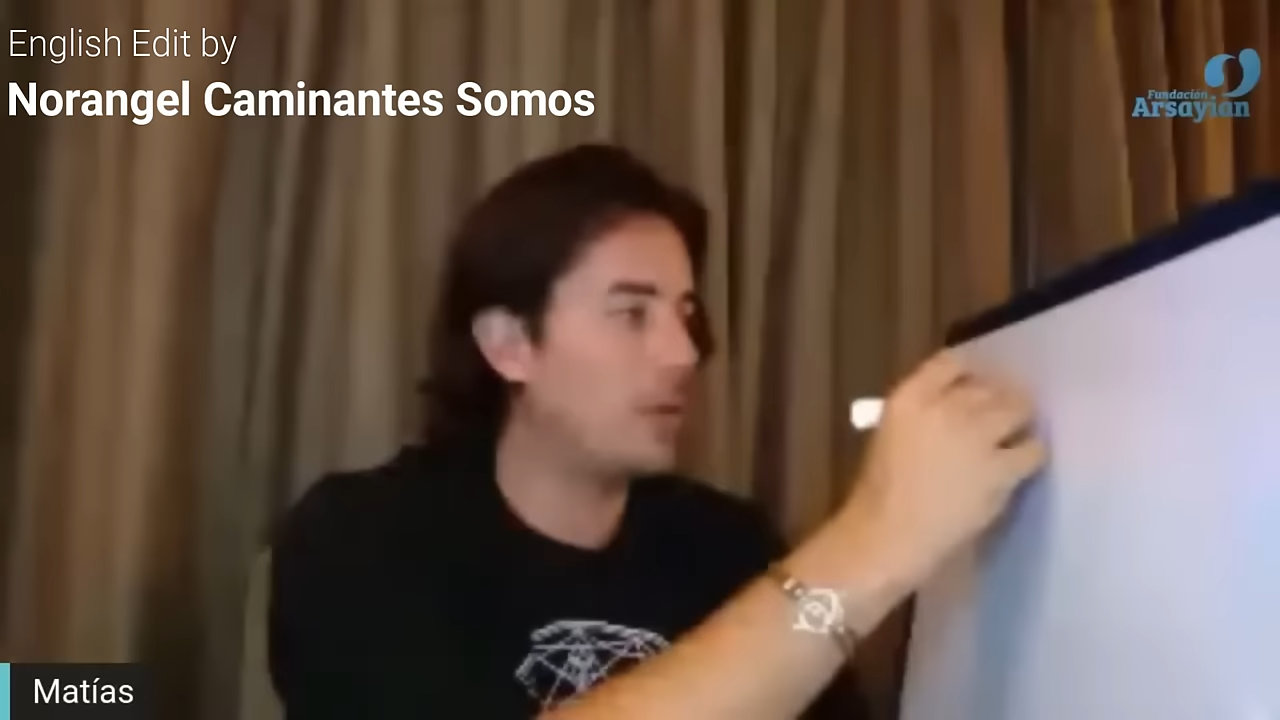 English Edit by
Norangel Caminantes Somos
Fundación
Arsayian
Matías